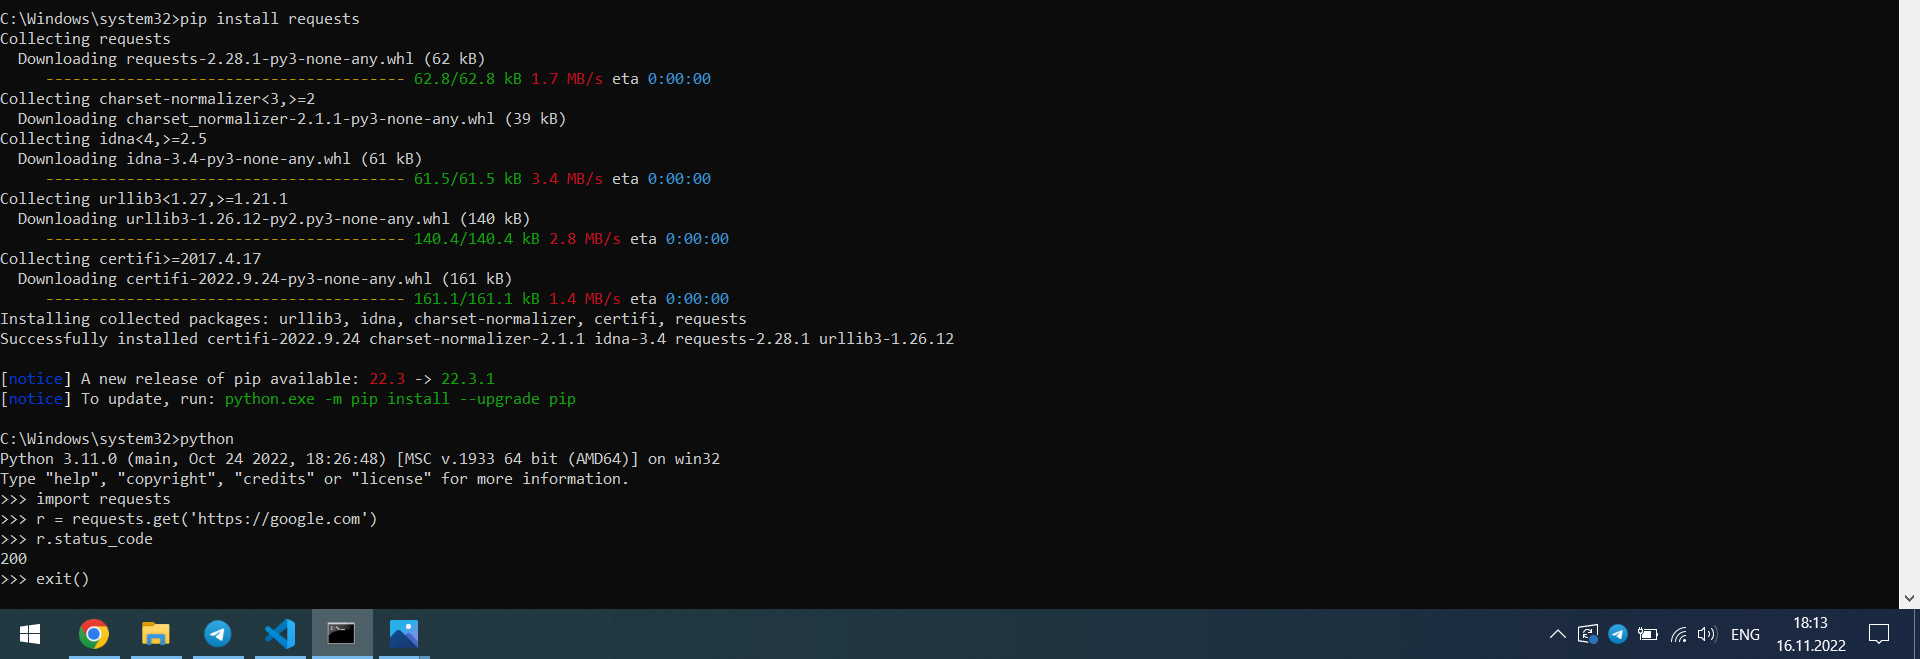 C:\Windows\system32>pip install requests
Collecting requests
  Downloading requests-2.28.1-py3-none-any.whl (62 kB)
     ---------------------------------------- 62.8/62.8 kB 1.7 MB/s eta 0:00:00
Collecting charset-normalizer<3,>=2
  Downloading charset_normalizer-2.1.1-py3-none-any.whl (39 kB)
Collecting idna<4,>=2.5
  Downloading idna-3.4-py3-none-any.whl (61 kB)
     ---------------------------------------- 61.5/61.5 kB 3.4 MB/s eta 0:00:00
Collecting urllib3<1.27,>=1.21.1
  Downloading urllib3-1.26.12-py2.py3-none-any.whl (140 kB)
     ---------------------------------------- 140.4/140.4 kB 2.8 MB/s eta 0:00:00
Collecting certifi>=2017.4.17
  Downloading certifi-2022.9.24-py3-none-any.whl (161 kB)
     ---------------------------------------- 161.1/161.1 kB 1.4 MB/s eta 0:00:00
Installing collected packages: urllib3, idna, charset-normalizer, certifi, requests
Successfully installed certifi-2022.9.24 charset-normalizer-2.1.1 idna-3.4 requests-2.28.1 urllib3-1.26.12
[notice] A new release of pip available: 22.3 -> 22.3.1
[notice] To update, run: python.exe -m pip install --upgrade pip
C:\Windows\system32>python
Python 3.11.0 (main, Oct 24 2022, 18:26:48) [MSC v.1933 64 bit (AMD64)] on win32
Type "help", "copyright", "credits" or "license" for more information.
>>> import requests
>>> r = requests.get('https://google.com')
>>> r.status_code
200
>>> exit()
ENG
18:13
16.11.2022